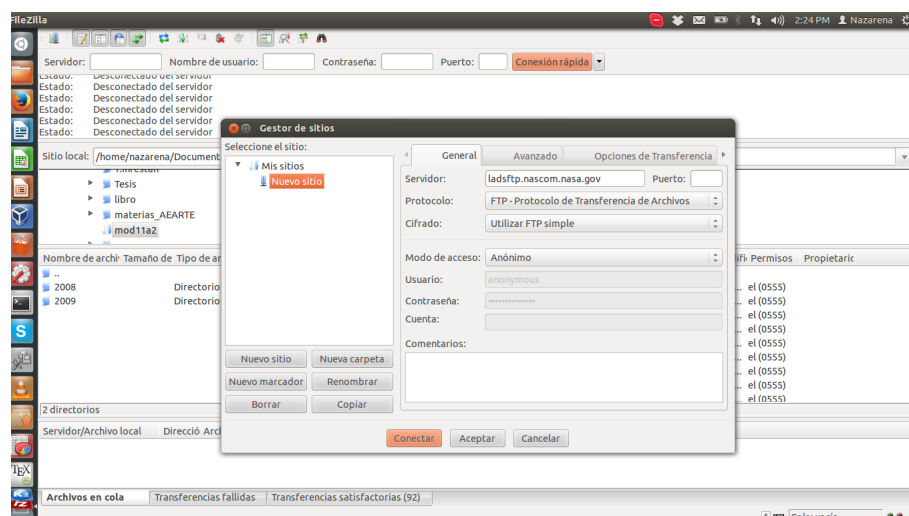 FileZilla
2:24 PM Nazarena
Servidor: Nombre de usuario: Contraseña: Puerto: Conexión rápida
Estado: Desconectado del servidor
Estado: Desconectado del servidor
Estado: Desconectado del servidor
Estado: Desconectado del servidor
Estado: Desconectado del servidor
Sitio local: /home/nazarena/Document
Tesis
libro
materias_AEARTE
mod11a2
Nombre de archi Tamaño de Tipo de ar
..
2008 Directorio
2009 Directorio
2 directorios
Servidor/Archivo local Direcció Arcl
Gestor de sitios
Seleccione el sitio:
Mis sitios
Nuevo sitio
Nuevo sitio Nueva carpeta
Nuevo marcador Renombrar
Borrar Copiar
General Avanzado Opciones de Transferencia
Servidor: ladsftp.nascom.nasa.gov Puerto:
Protocolo: FTP - Protocolo de Transferencia de Archivos
Cifrado: Utilizar FTP simple
Modo de acceso: Anónimo
Usuario: anonymous
Contraseña: ••••••••••••••
Cuenta:
Comentarios:
Conectar Aceptar Cancelar
Permisos Propietaric
... el (0555)
... el (0555)
... el (0555)
... el (0555)
... el (0555)
... el (0555)
... el (0555)
... el (0555)
... el (0555)
Archivos en cola Transferencias fallidas Transferencias satisfactorias (92)